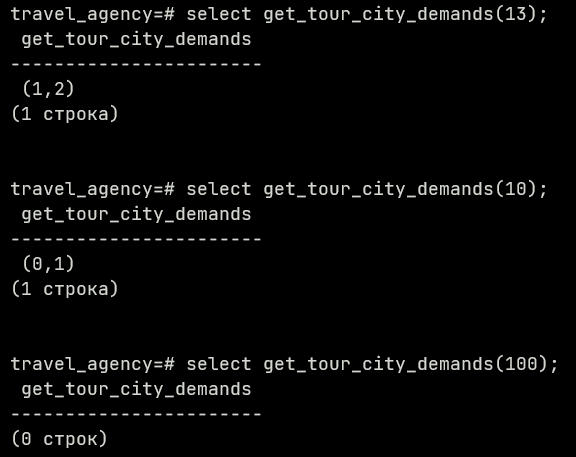 travel_agency=# select get_tour_city_demands(13);
get_tour_city_demands
-----------------------
(1,2)
(1 строка)
travel_agency=# select get_tour_city_demands(10);
get_tour_city_demands
-----------------------
(0,1)
(1 строка)
travel_agency=# select get_tour_city_demands(100);
get_tour_city_demands
-----------------------
(0 строк)